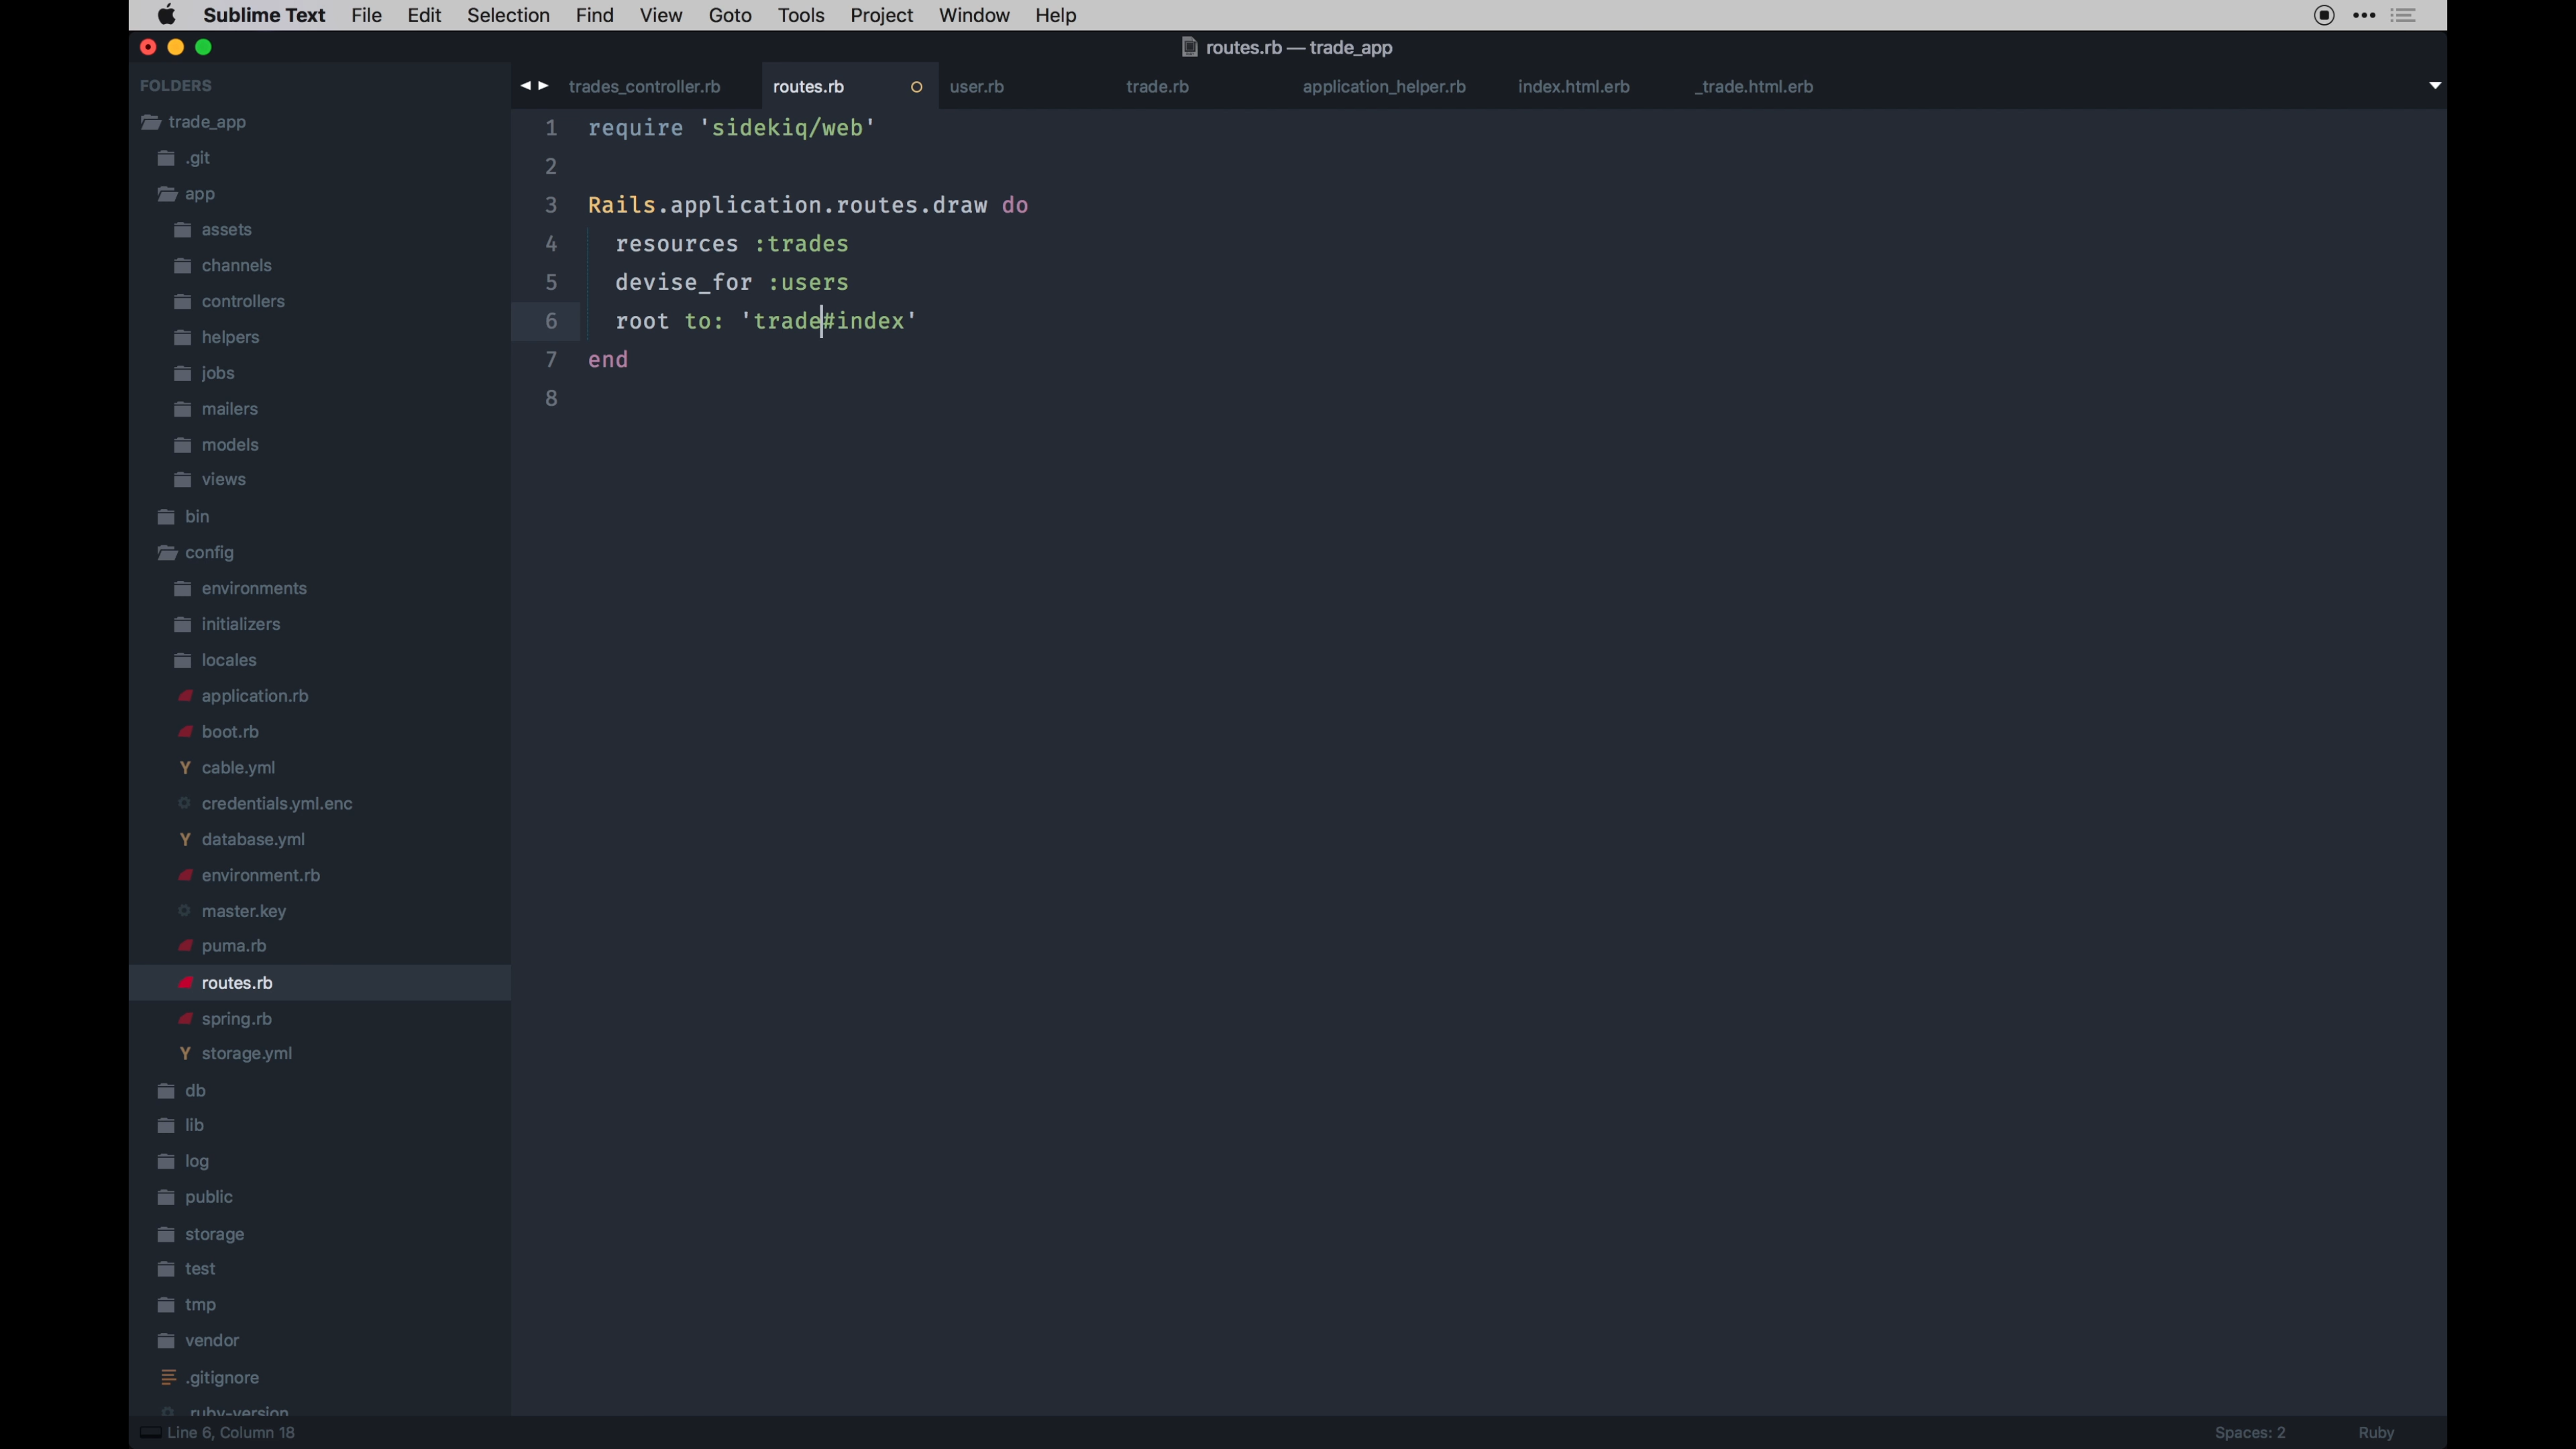 Sublime Text File Edit Selection Find View Goto Tools Project Window Help
routes.rb — trade_app
FOLDERS
trade_app
.git
app
assets
channels
controllers
helpers
jobs
mailers
models
views
bin
config
environments
initializers
locales
application.rb
boot.rb
Y cable.yml
credentials.yml.enc
Y database.yml
environment.rb
master.key
puma.rb
routes.rb
spring.rb
Y storage.yml
db
lib
log
public
storage
test
tmp
vendor
.gitignore
.ruby-version
trades_controller.rb routes.rb user.rb trade.rb application_helper.rb index.html.erb _trade.html.erb
1 require 'sidekiq/web'
2
3 Rails.application.routes.draw do
4 resources :trades
5 devise_for :users
6 root to: 'trade#index'
7 end
8
Line 6, Column 18 Spaces: 2 Ruby